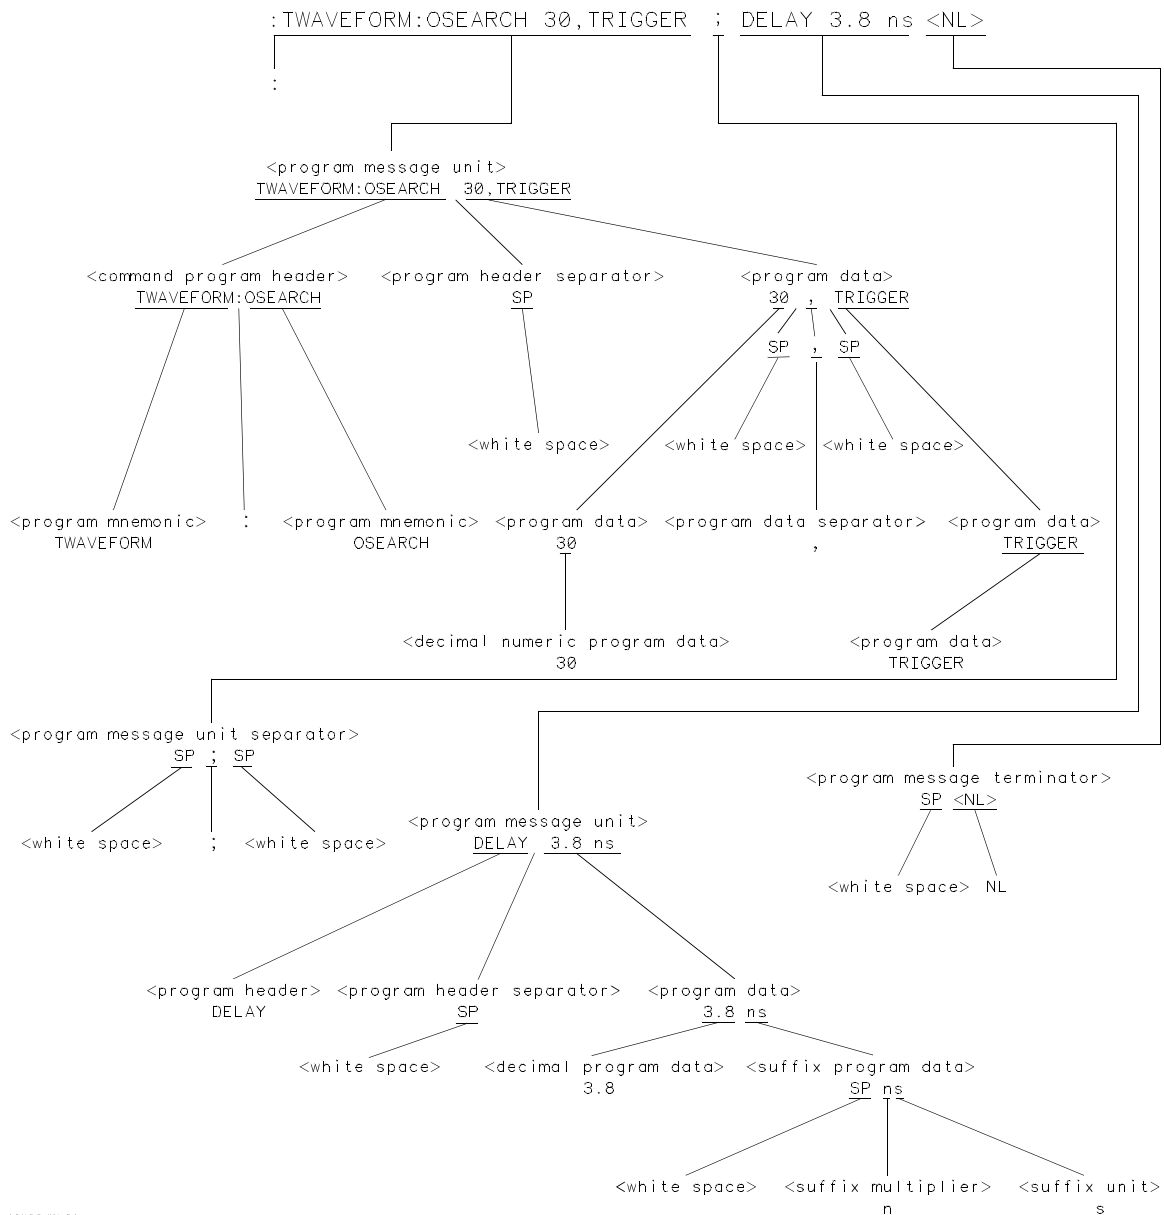 :TWAVEFORM:OSEARCH 30,TRIGGER ; DELAY 3.8 ns <NL>
:
<program message unit>
TWAVEFORM:OSEARCH 30,TRIGGER
<command program header> <program header separator> <program data>
TWAVEFORM:OSEARCH SP 30 , TRIGGER
SP , SP
<white space> <white space> <white space>
<program mnemonic> : <program mnemonic> <program data> <program data separator> <program data>
TWAVEFORM OSEARCH 30 , TRIGGER
<decimal numeric program data> <program data>
30 TRIGGER
<program message unit separator>
SP ; SP
<program message terminator>
SP <NL>
<program message unit>
DELAY 3.8 ns
<white space> ; <white space>
<white space> NL
<program header> <program header separator> <program data>
DELAY SP 3.8 ns
<white space> <decimal program data> <suffix program data>
3.8 SP ns
<white space> <suffix multiplier> <suffix unit>
n s